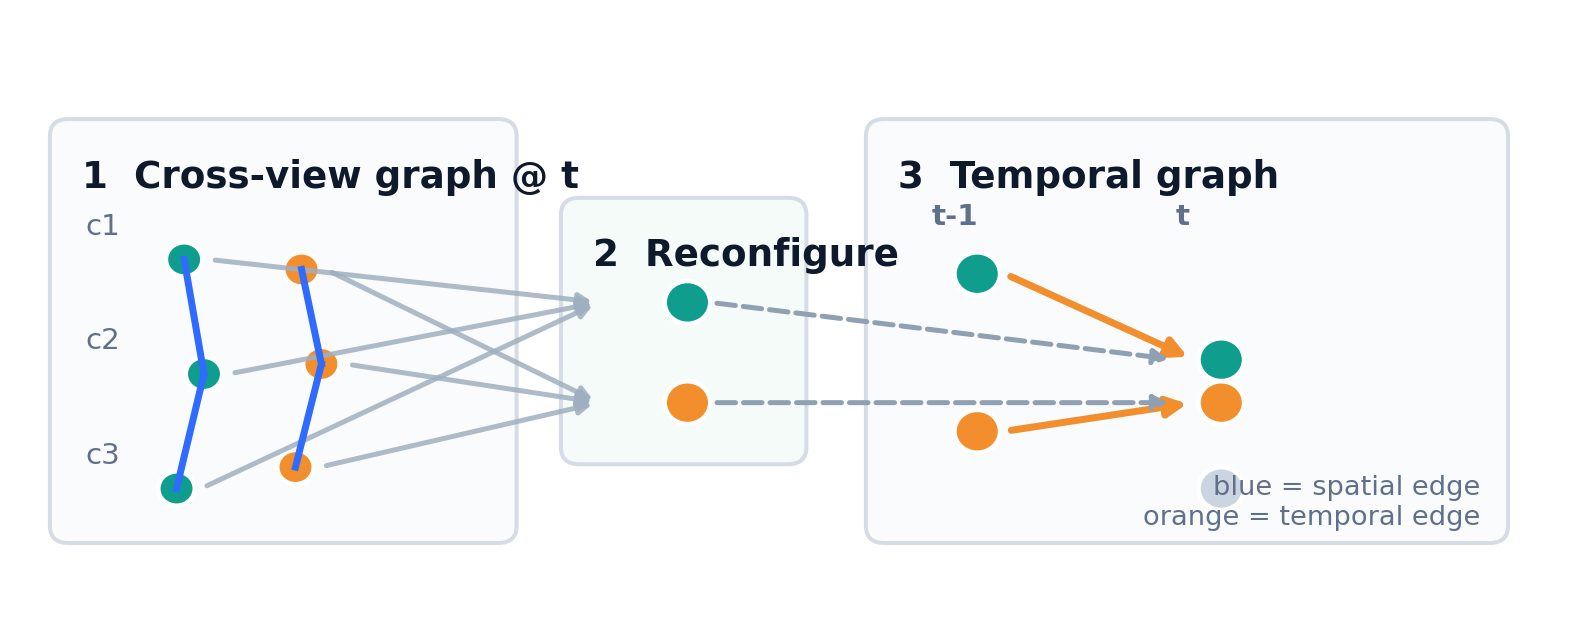 1  Cross-view graph @ t
c1
c2
c3
2  Reconfigure
3  Temporal graph
t-1
t
blue = spatial edge
orange = temporal edge